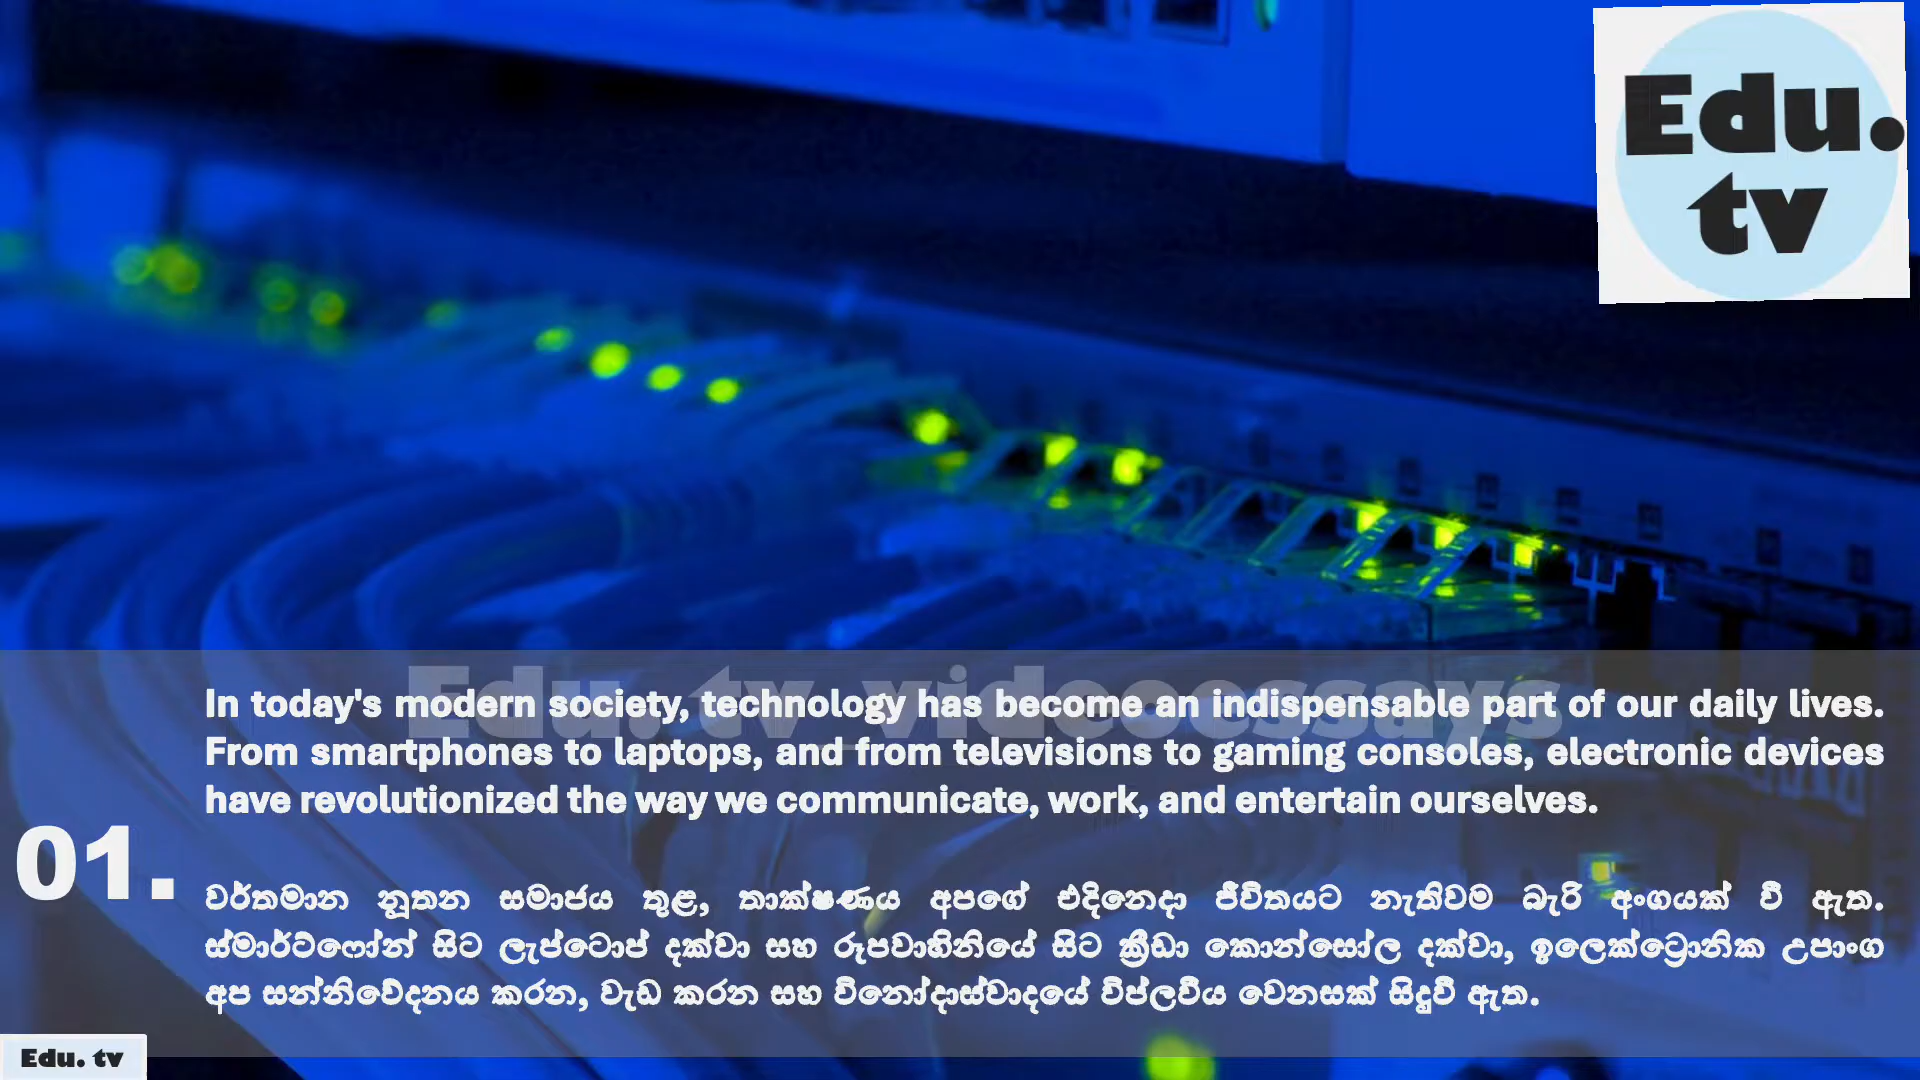 Edu.
tv
Edu. tv_videoessays
In today's modern society, technology has become an indispensable part of our daily lives.
From smartphones to laptops, and from televisions to gaming consoles, electronic devices
have revolutionized the way we communicate, work, and entertain ourselves.
01.
වර්තමාන නූතන සමාජය තුළ, තාක්ෂණය අපගේ එදිනෙදා ජීවිතයට නැතිවම බැරි අංගයක් වී ඇත.
ස්මාර්ට්ෆෝන් සිට ලැප්ටොප් දක්වා සහ රූපවාහිනියේ සිට ක්‍රීඩා කොන්සෝල දක්වා, ඉලෙක්ට්‍රොනික උපාංග
අප සන්නිවේදනය කරන, වැඩ කරන සහ විනෝදාස්වාදයේ විප්ලවීය වෙනසක් සිදුවී ඇත.
Edu. tv